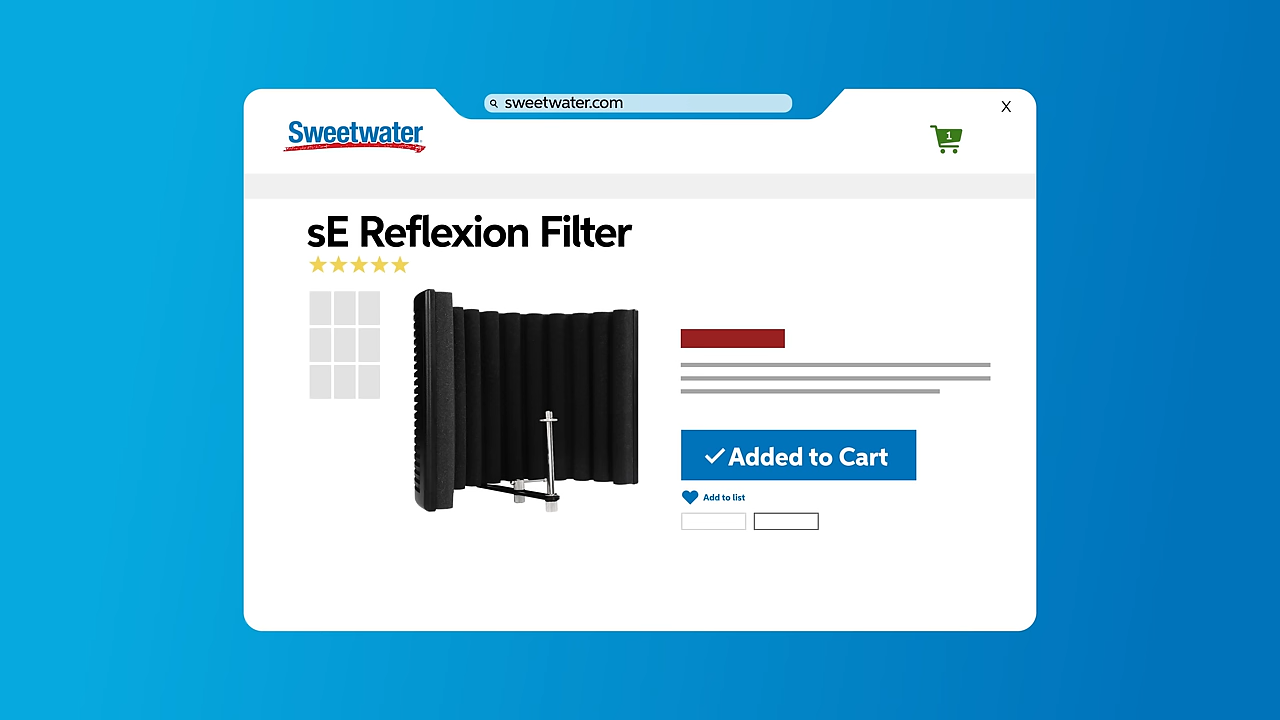 sweetwater.com
X
Sweetwater
1
sE Reflexion Filter
Added to Cart
Add to list